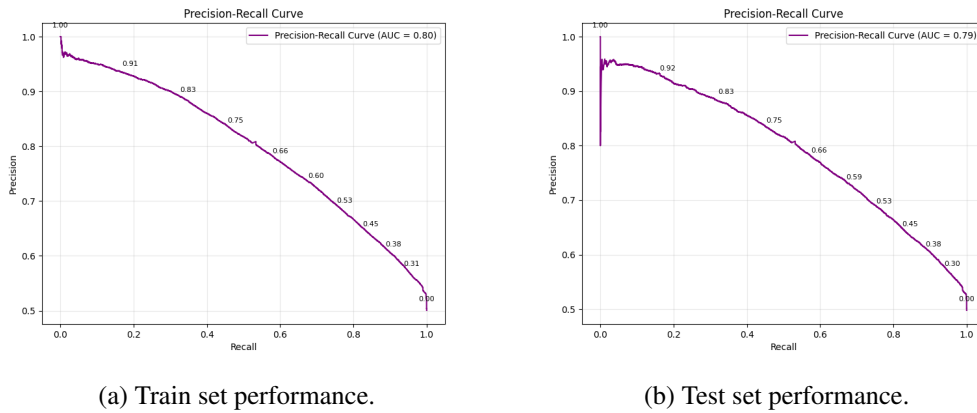 Precision-Recall Curve
Precision-Recall Curve (AUC = 0.80)
1.00
0.91
0.83
0.75
0.66
0.60
0.53
0.45
0.38
0.31
0.00
Precision
1.0
0.9
0.8
0.7
0.6
0.5
0.0 0.2 0.4 0.6 0.8 1.0
Recall
(a) Train set performance.
Precision-Recall Curve
Precision-Recall Curve (AUC = 0.79)
1.00
0.92
0.83
0.75
0.66
0.59
0.53
0.45
0.38
0.30
0.00
Precision
1.0
0.9
0.8
0.7
0.6
0.5
0.0 0.2 0.4 0.6 0.8 1.0
Recall
(b) Test set performance.